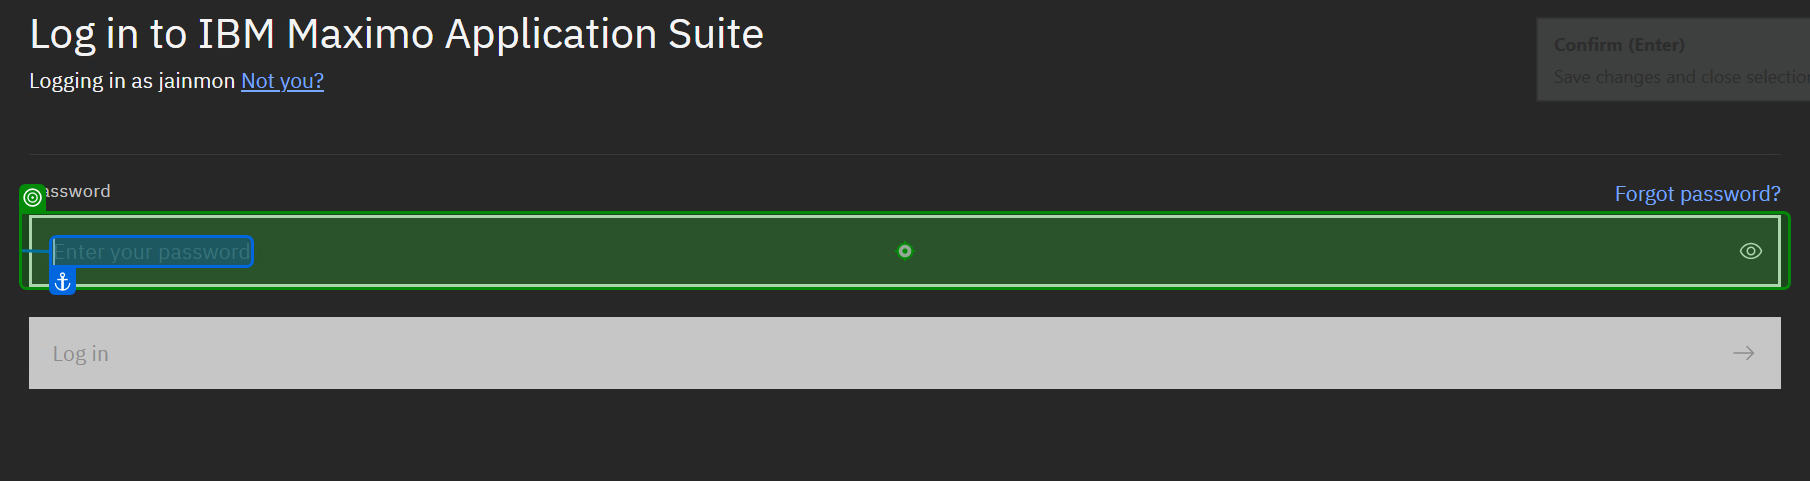 Log in to IBM Maximo Application Suite
Confirm (Enter)
Save changes and close selection
Logging in as jainmon Not you?
assword
Forgot password?
Enter your password
Log in